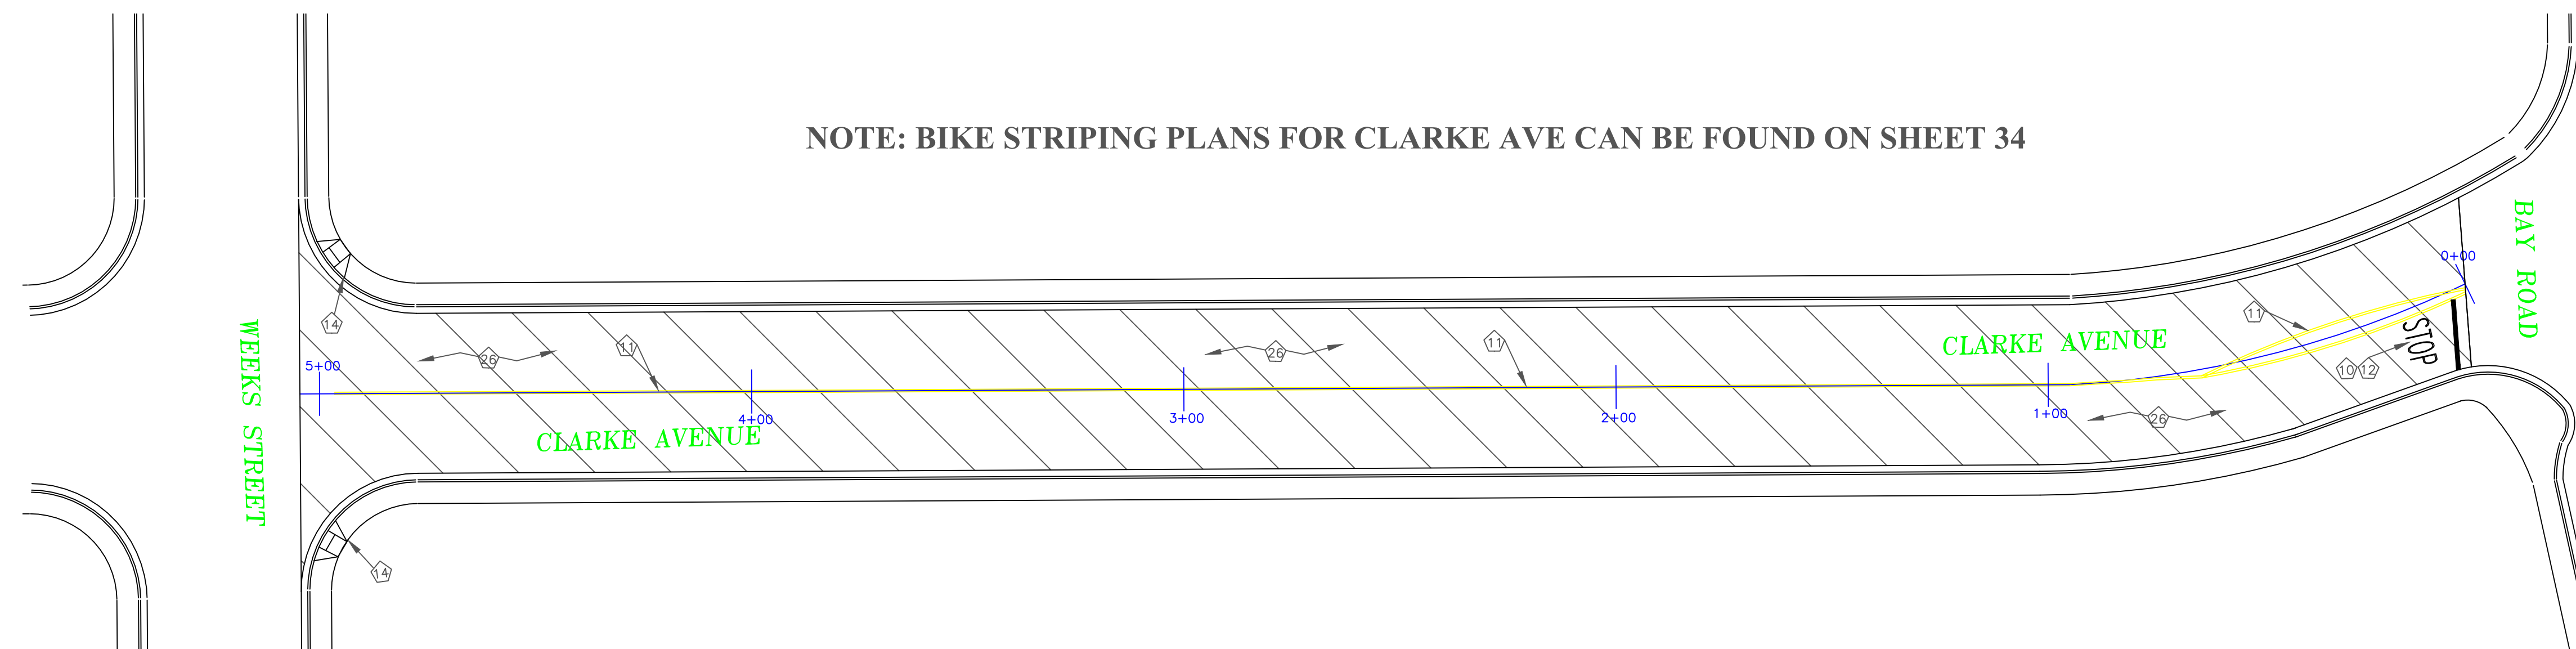 NOTE: BIKE STRIPING PLANS FOR CLARKE AVE CAN BE FOUND ON SHEET 34
BAY ROAD
0+00
11
STOP
10 12
CLARKE AVENUE
26
1+00
11
2+00
26
3+00
11
4+00
26
CLARKE AVENUE
14
5+00
WEEKS STREET
14